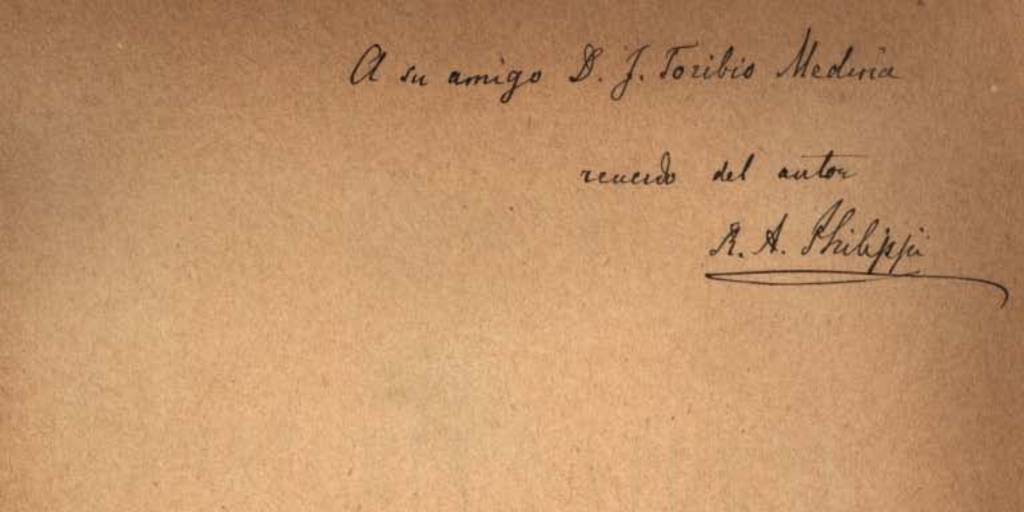 A su amigo D. J. Toribio Medina
recuerdo del autor
R. A. Philippi